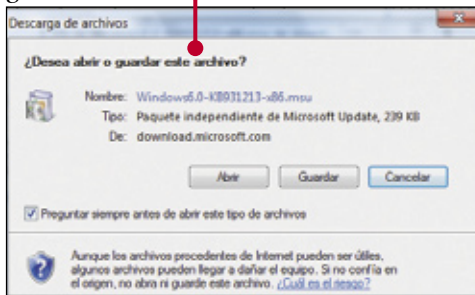 Descarga de archivos
¿Desea abrir o guardar este archivo?
Nombre: Windows6.0-KB931213-x86.msu
Tipo: Paquete independiente de Microsoft Update, 239 KB
De: download.microsoft.com
Abrir Guardar Cancelar
Preguntar siempre antes de abrir este tipo de archivos
Aunque los archivos procedentes de Internet pueden ser útiles,
algunos archivos pueden llegar a dañar el equipo. Si no confía en
el origen, no abra ni guarde este archivo. ¿Cuál es el riesgo?